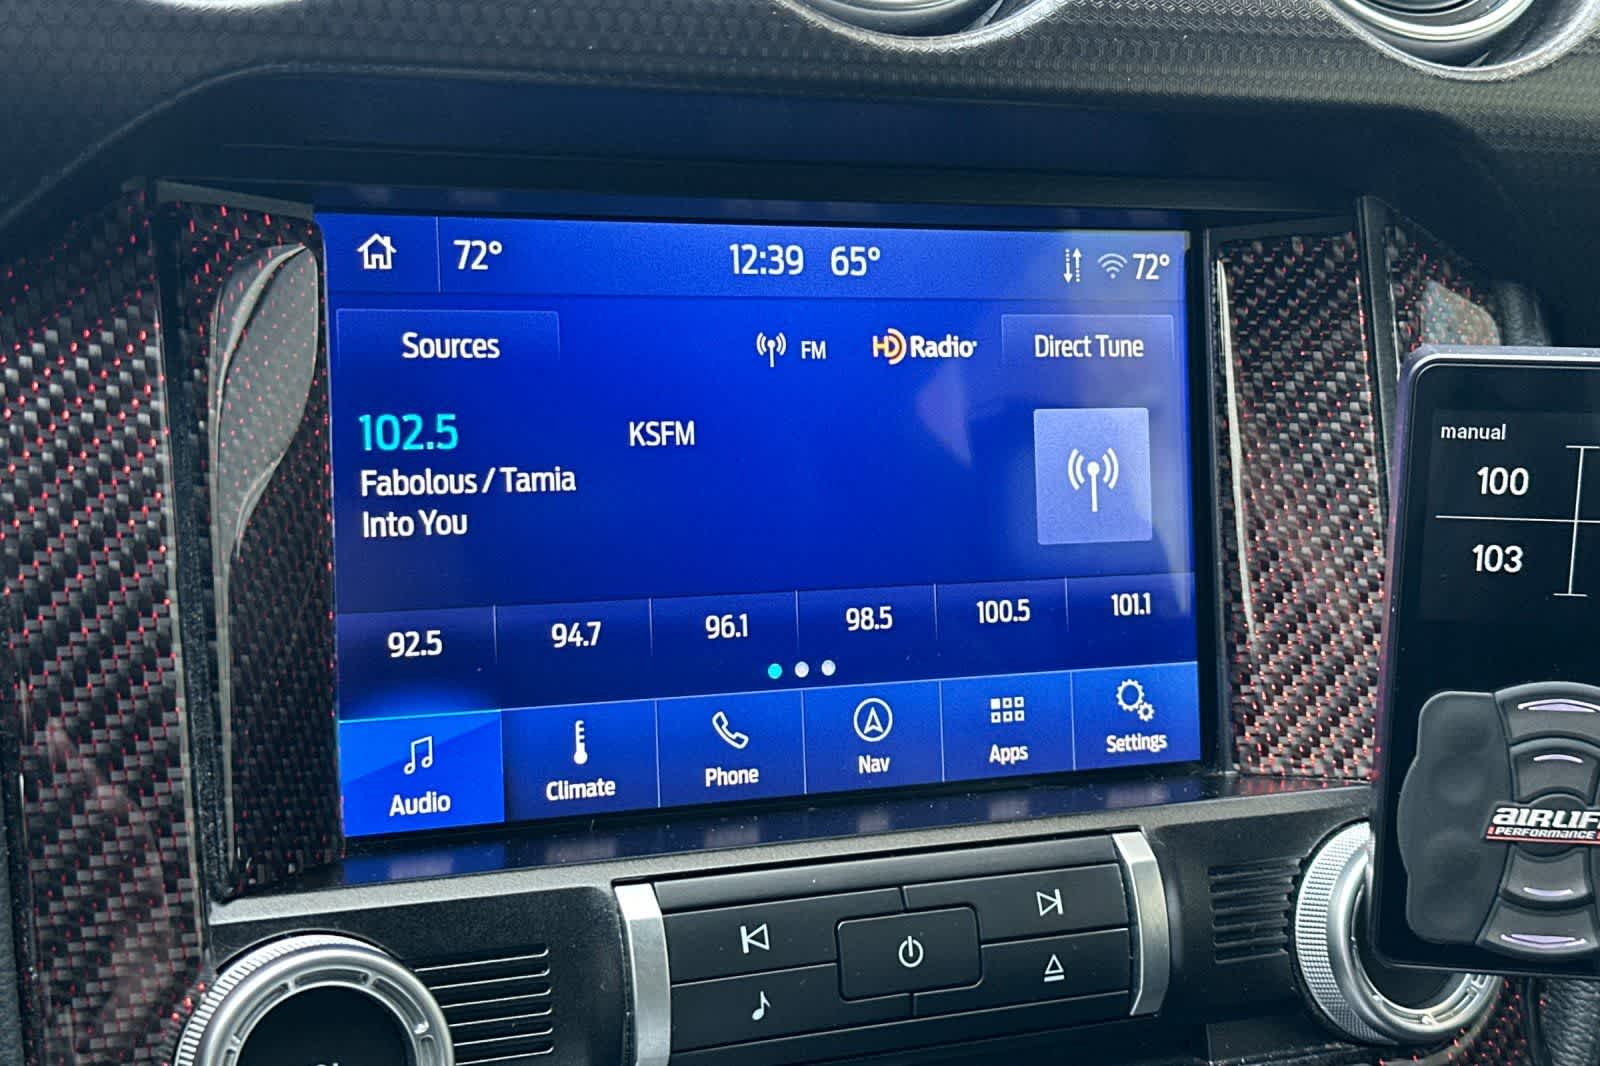 72° 12:39 65° 72°
Sources FM HD Radio Direct Tune
102.5 KSFM
Fabolous / Tamia
Into You
92.5 94.7 96.1 98.5 100.5 101.1
Audio Climate Phone Nav Apps Settings
manual
100
103
AIRLIF
PERFORMANCE